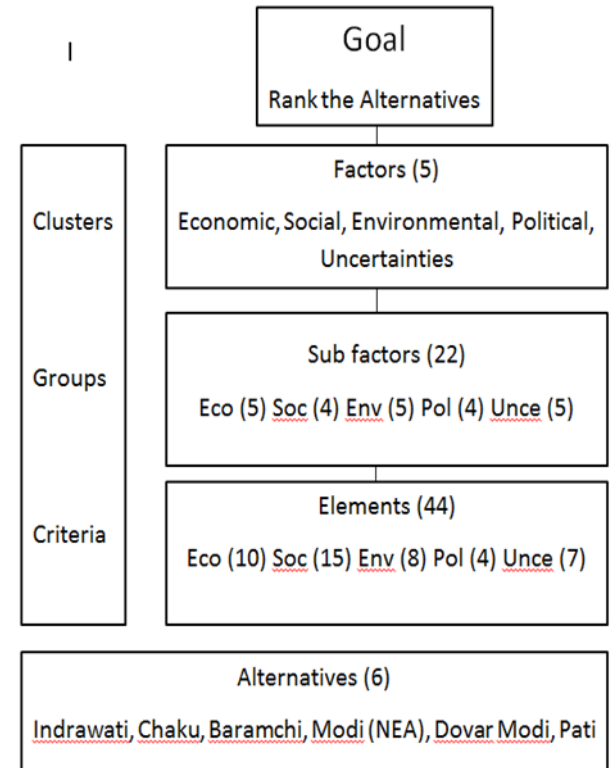 I
Goal
Rank the Alternatives
Clusters
Groups
Criteria
Factors (5)
Economic, Social, Environmental, Political,
Uncertainties
Sub factors (22)
Eco (5) Soc (4) Env (5) Pol (4) Unce (5)
Elements (44)
Eco (10) Soc (15) Env (8) Pol (4) Unce (7)
Alternatives (6)
Indrawati, Chaku, Baramchi, Modi (NEA), Dovar Modi, Pati